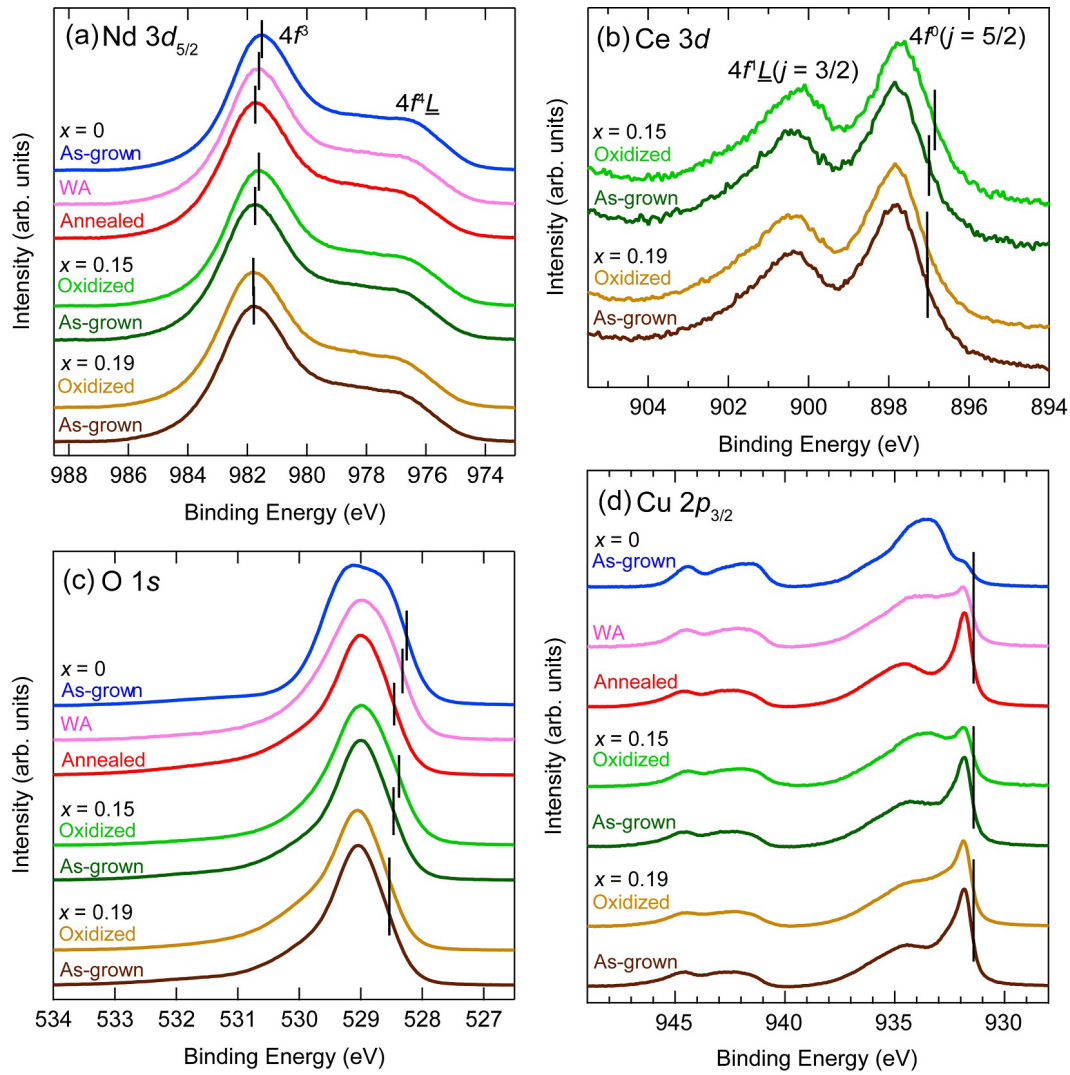 (a) Nd 3d5/2
4f³
4f⁴L
x = 0
As-grown
WA
Annealed
x = 0.15
Oxidized
As-grown
x = 0.19
Oxidized
As-grown
Intensity (arb. units)
988 986 984 982 980 978 976 974
Binding Energy (eV)
(b) Ce 3d
4f⁰(j = 5/2)
4f¹L(j = 3/2)
x = 0.15
Oxidized
As-grown
x = 0.19
Oxidized
As-grown
Intensity (arb. units)
904 902 900 898 896 894
Binding Energy (eV)
(c) O 1s
x = 0
As-grown
WA
Annealed
x = 0.15
Oxidized
As-grown
x = 0.19
Oxidized
As-grown
Intensity (arb. units)
534 533 532 531 530 529 528 527
Binding Energy (eV)
(d) Cu 2p3/2
x = 0
As-grown
WA
Annealed
x = 0.15
Oxidized
As-grown
x = 0.19
Oxidized
As-grown
Intensity (arb. units)
945 940 935 930
Binding Energy (eV)